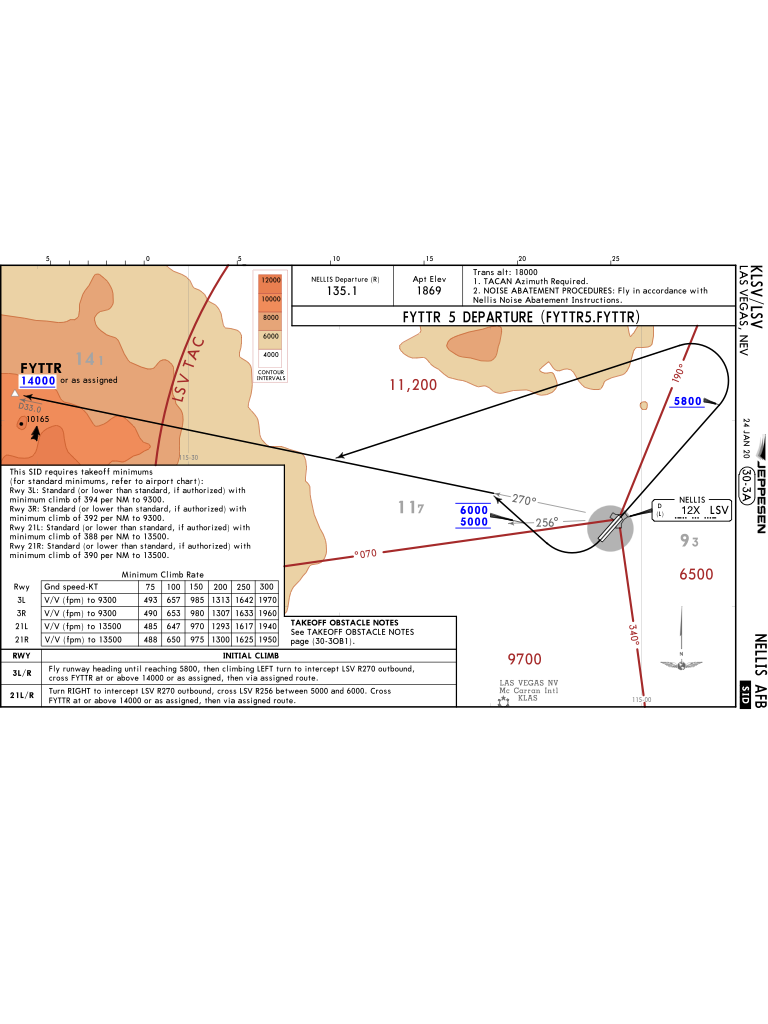 5 0 5 10 15 20 25
KLSV/LSV
LAS VEGAS, NEV
24 JAN 20
30-3A
JEPPESEN
NELLIS AFB
SID
NELLIS Departure (R)
135.1
Apt Elev
1869
Trans alt: 18000
1. TACAN Azimuth Required.
2. NOISE ABATEMENT PROCEDURES: Fly in accordance with
Nellis Noise Abatement Instructions.
FYTTR 5 DEPARTURE (FYTTR5.FYTTR)
12000
10000
8000
6000
4000
CONTOUR
INTERVALS
LSV TAC
141
FYTTR
14000 or as assigned
D33.0
10165
115-30
11,200
190°
5800
270°
256°
117
6000
5000
070°
NELLIS
D
(L)
12X LSV
93
6500
340°
N
9700
LAS VEGAS NV
Mc Carran Intl
KLAS
115-00
This SID requires takeoff minimums
(for standard minimums, refer to airport chart):
Rwy 3L: Standard (or lower than standard, if authorized) with
minimum climb of 394 per NM to 9300.
Rwy 3R: Standard (or lower than standard, if authorized) with
minimum climb of 392 per NM to 9300.
Rwy 21L: Standard (or lower than standard, if authorized) with
minimum climb of 388 per NM to 13500.
Rwy 21R: Standard (or lower than standard, if authorized) with
minimum climb of 390 per NM to 13500.
Minimum Climb Rate
Rwy Gnd speed-KT 75 100 150 200 250 300
3L V/V (fpm) to 9300 493 657 985 1313 1642 1970
3R V/V (fpm) to 9300 490 653 980 1307 1633 1960
21L V/V (fpm) to 13500 485 647 970 1293 1617 1940
21R V/V (fpm) to 13500 488 650 975 1300 1625 1950
TAKEOFF OBSTACLE NOTES
See TAKEOFF OBSTACLE NOTES
page (30-3OB1).
RWY INITIAL CLIMB
3L/R Fly runway heading until reaching 5800, then climbing LEFT turn to intercept LSV R270 outbound,
cross FYTTR at or above 14000 or as assigned, then via assigned route.
21L/R Turn RIGHT to intercept LSV R270 outbound, cross LSV R256 between 5000 and 6000. Cross
FYTTR at or above 14000 or as assigned, then via assigned route.